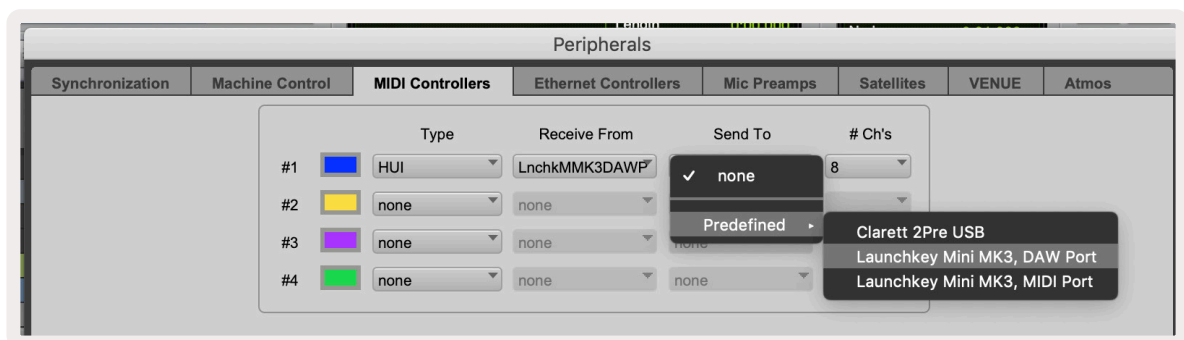 Peripherals
Synchronization Machine Control MIDI Controllers Ethernet Controllers Mic Preamps Satellites VENUE Atmos
Type Receive From Send To # Ch's
#1 HUI LnchkMMK3DAWP ✓ none 8
#2 none none
Predefined ▸
#3 none none none
Clarett 2Pre USB
Launchkey Mini MK3, DAW Port
#4 none none none
Launchkey Mini MK3, MIDI Port